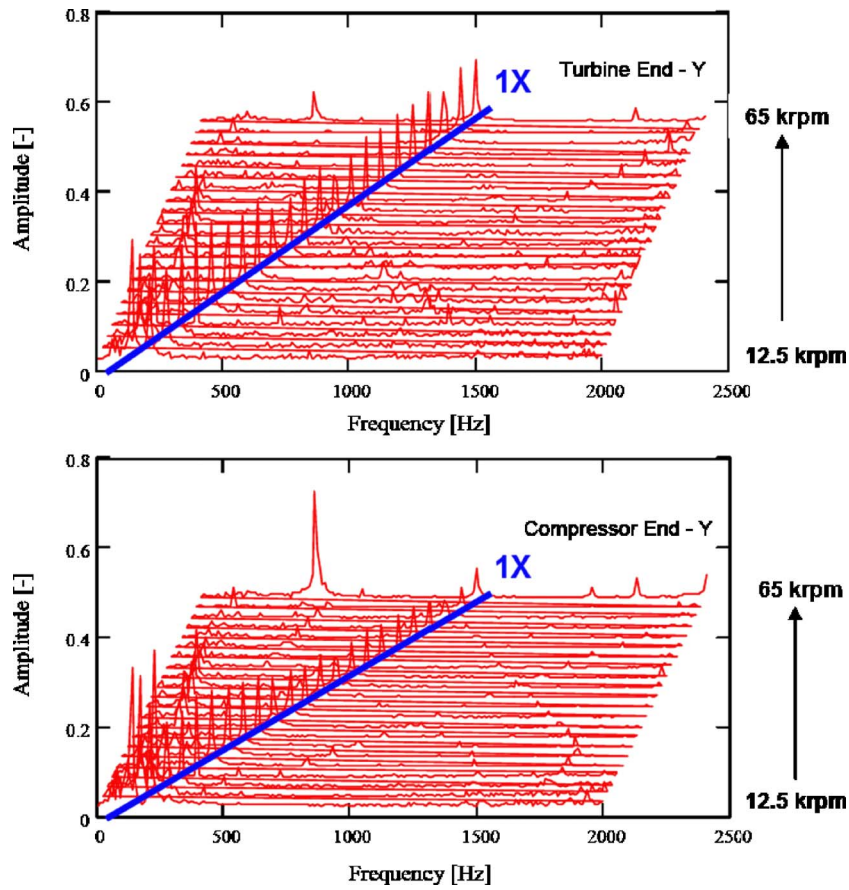 0.8
Turbine End - Y
1X
0.6
65 krpm
Amplitude [-]
0.4
0.2
12.5 krpm
0
0 500 1000 1500 2000 2500
Frequency [Hz]
0.8
Compressor End - Y
0.6
1X
65 krpm
Amplitude [-]
0.4
0.2
12.5 krpm
0
0 500 1000 1500 2000 2500
Frequency [Hz]